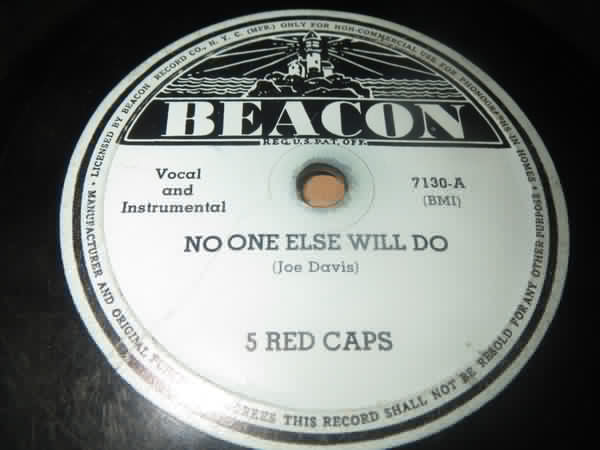 LICENSED BY BEACON RECORD CO., N. Y. C. (MFR.) ONLY FOR NON-COMMERCIAL USE FOR PHONOGRAPHS IN HOMES •
BEACON
REG. U.S. PAT. OFF.
Vocal
and
Instrumental
7130-A
(BMI)
NO ONE ELSE WILL DO
(Joe Davis)
5 RED CAPS
• MANUFACTURER AND ORIGINAL AGREES THIS RECORD SHALL NOT BE RESOLD FOR ANY OTHER PURPOSE •